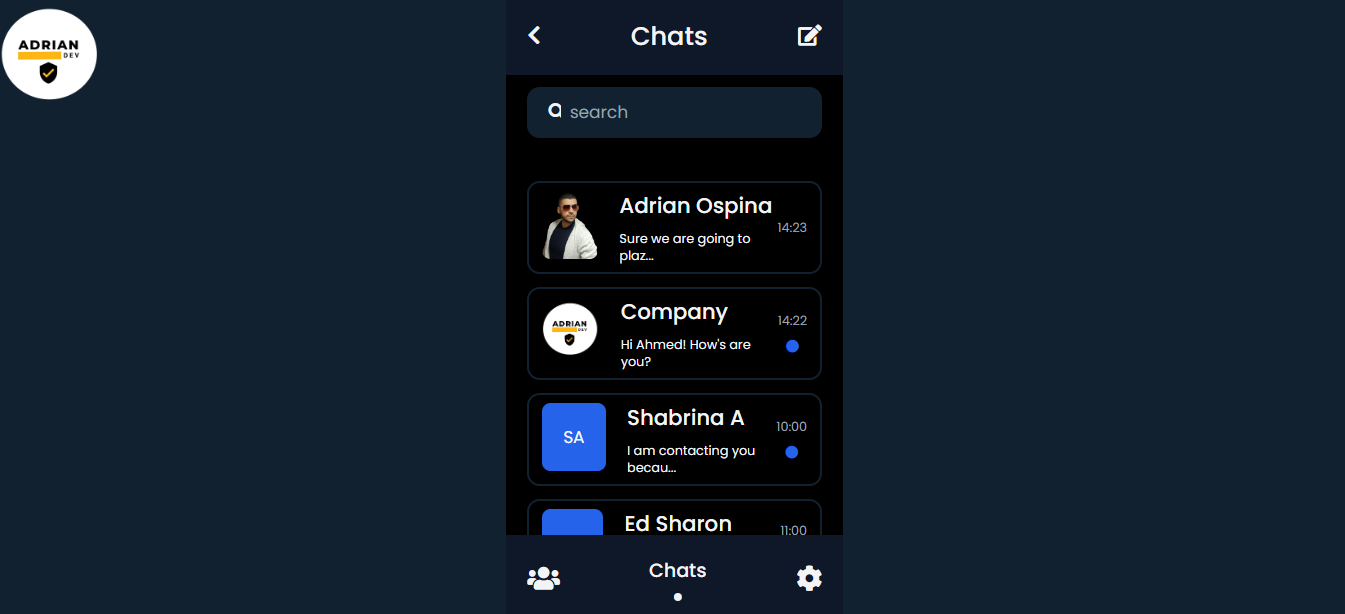 ADRIAN
DEV
Chats
search
Adrian Ospina
14:23
Sure we are going to
plaz...
ADRIAN
DEV
Company
14:22
Hi Ahmed! How's are
you?
SA
Shabrina A
10:00
I am contacting you
becau...
Ed Sharon
11:00
Chats